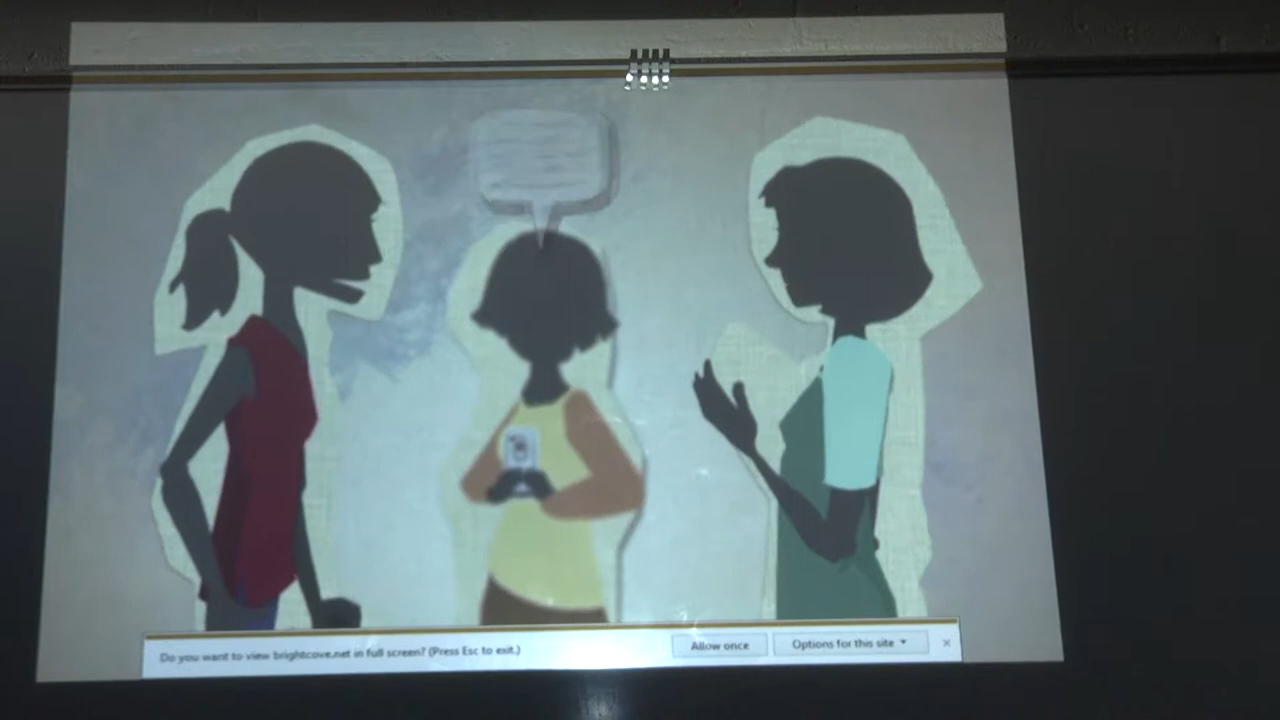 Do you want to view brightcove.net in full screen? (Press Esc to exit.)
Allow once
Options for this site